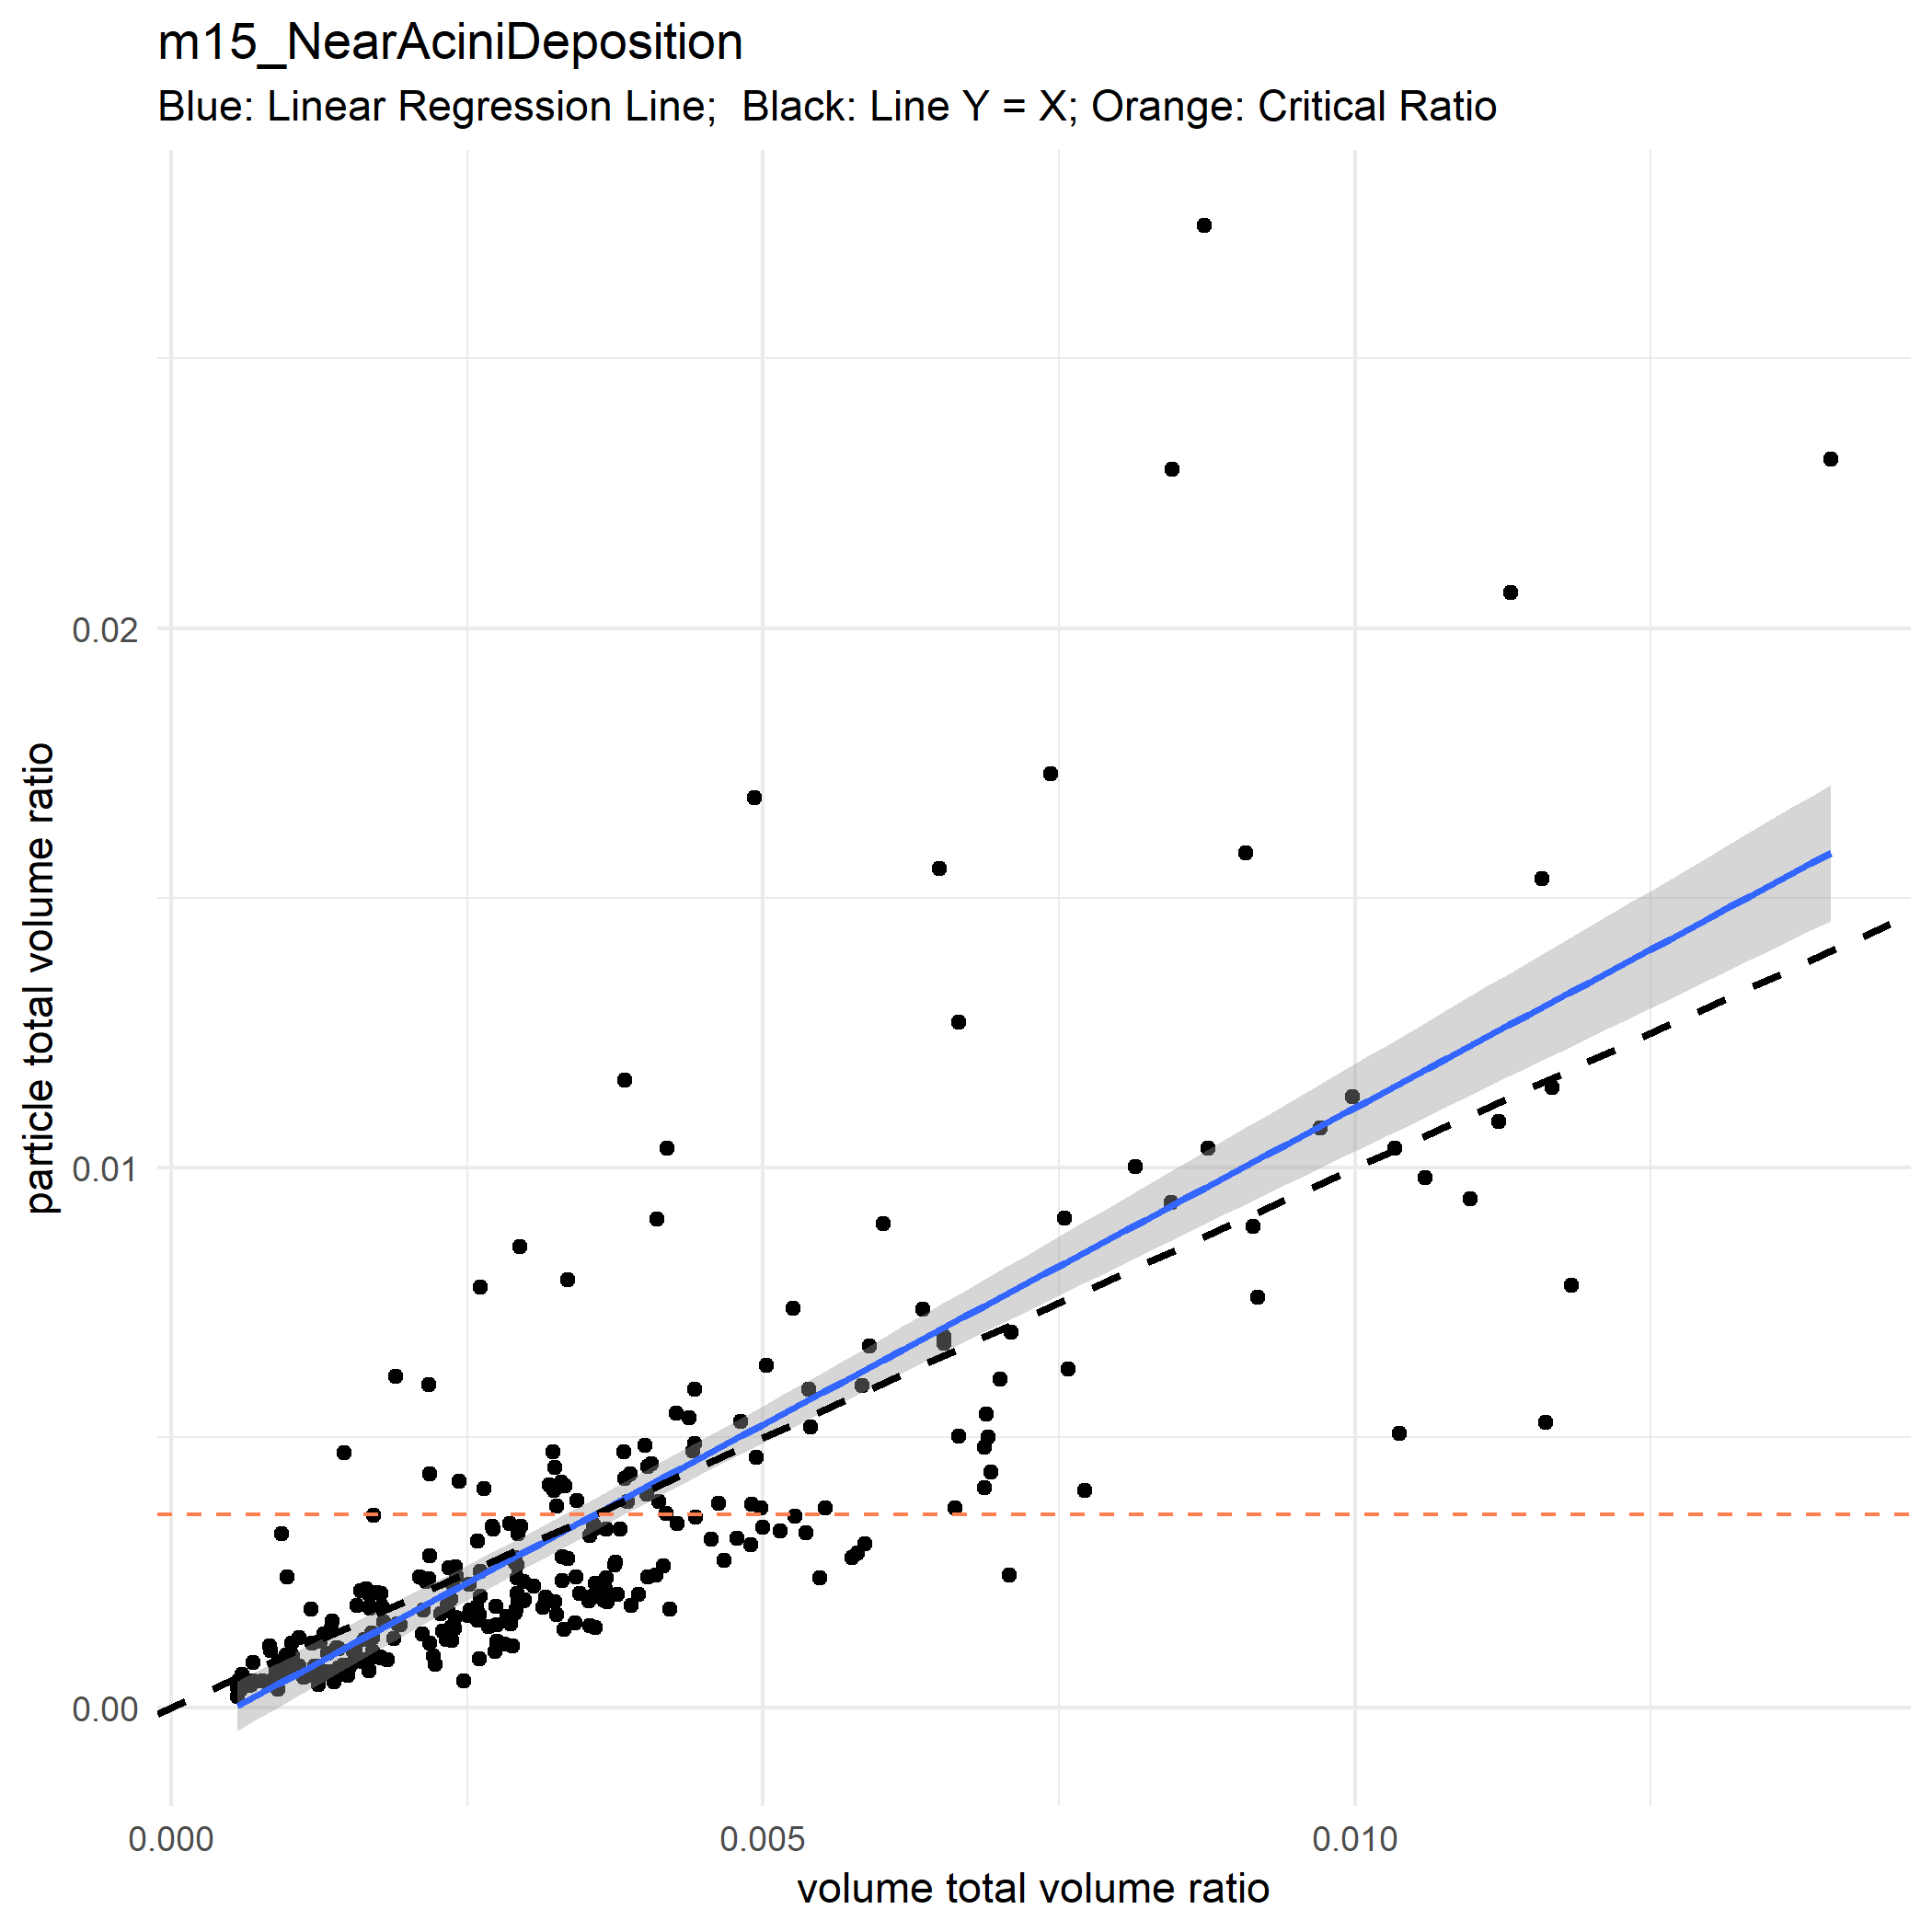 m15_NearAciniDeposition
Blue: Linear Regression Line;  Black: Line Y = X; Orange: Critical Ratio
particle total volume ratio
0.02
0.01
0.00
0.000
0.005
0.010
volume total volume ratio